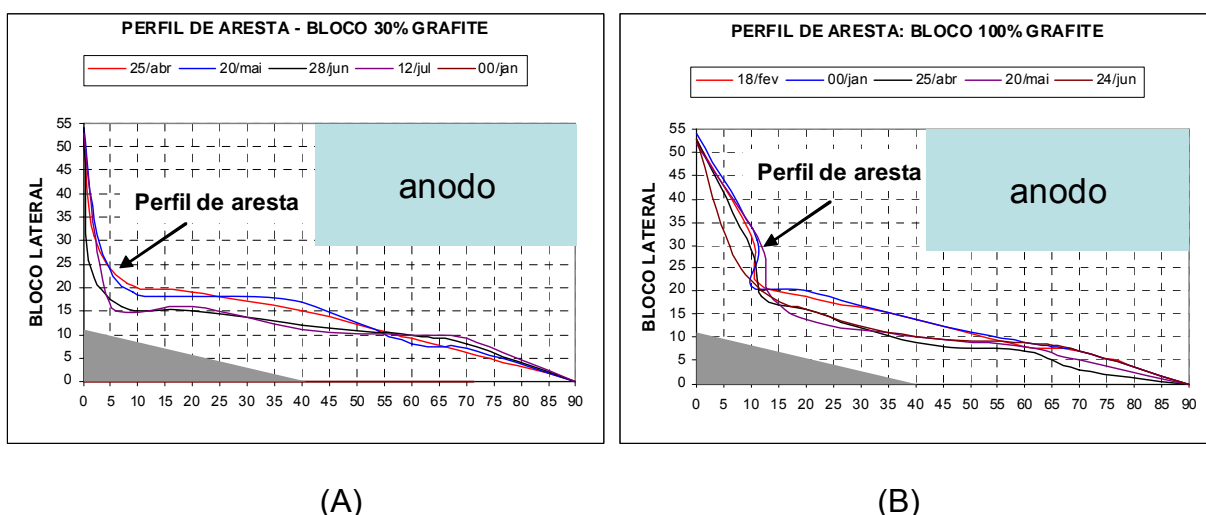 PERFIL DE ARESTA - BLOCO 30% GRAFITE
25/abr 20/mai 28/jun 12/jul 00/jan
BLOCO LATERAL
55
50
45
40
35
30
25
20
15
10
5
0
anodo
Perfil de aresta
0 5 10 15 20 25 30 35 40 45 50 55 60 65 70 75 80 85 90
(A)
PERFIL DE ARESTA: BLOCO 100% GRAFITE
18/fev 00/jan 25/abr 20/mai 24/jun
BLOCO LATERAL
55
50
45
40
35
30
25
20
15
10
5
0
anodo
Perfil de aresta
0 5 10 15 20 25 30 35 40 45 50 55 60 65 70 75 80 85 90
(B)